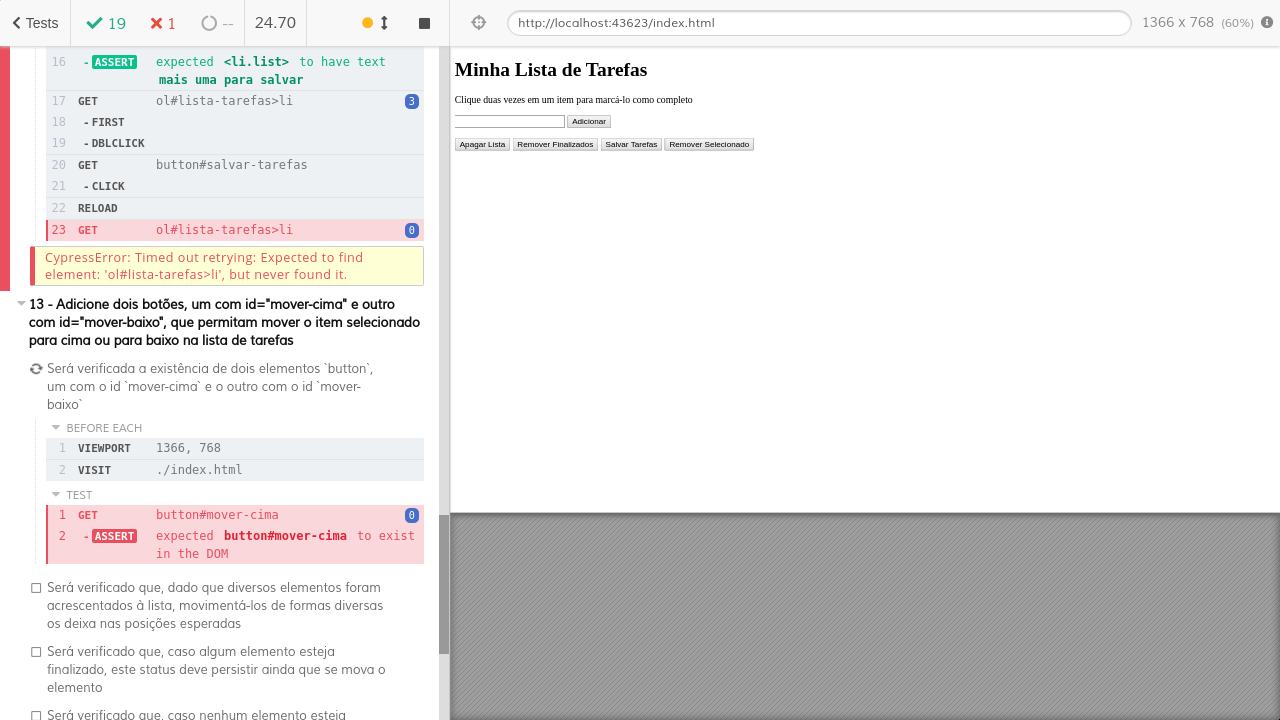 Tests 19 1 -- 24.70 http://localhost:43623/index.html 1366 x 768 (60%)
16 - ASSERT expected <li.list> to have text
mais uma para salvar
17 GET ol#lista-tarefas>li 3
18 - FIRST
19 - DBLCLICK
20 GET button#salvar-tarefas
21 - CLICK
22 RELOAD
23 GET ol#lista-tarefas>li 0
CypressError: Timed out retrying: Expected to find
element: 'ol#lista-tarefas>li', but never found it.
13 - Adicione dois botões, um com id="mover-cima" e outro
com id="mover-baixo", que permitam mover o item selecionado
para cima ou para baixo na lista de tarefas
Será verificada a existência de dois elementos `button`,
um com o id `mover-cima` e o outro com o id `mover-
baixo`
BEFORE EACH
1 VIEWPORT 1366, 768
2 VISIT ./index.html
TEST
1 GET button#mover-cima 0
2 - ASSERT expected button#mover-cima to exist
in the DOM
Será verificado que, dado que diversos elementos foram
acrescentados à lista, movimentá-los de formas diversas
os deixa nas posições esperadas
Será verificado que, caso algum elemento esteja
finalizado, este status deve persistir ainda que se mova o
elemento
Será verificado que, caso nenhum elemento esteja
Minha Lista de Tarefas
Clique duas vezes em um item para marcá-lo como completo
Adicionar
Apagar Lista Remover Finalizados Salvar Tarefas Remover Selecionado